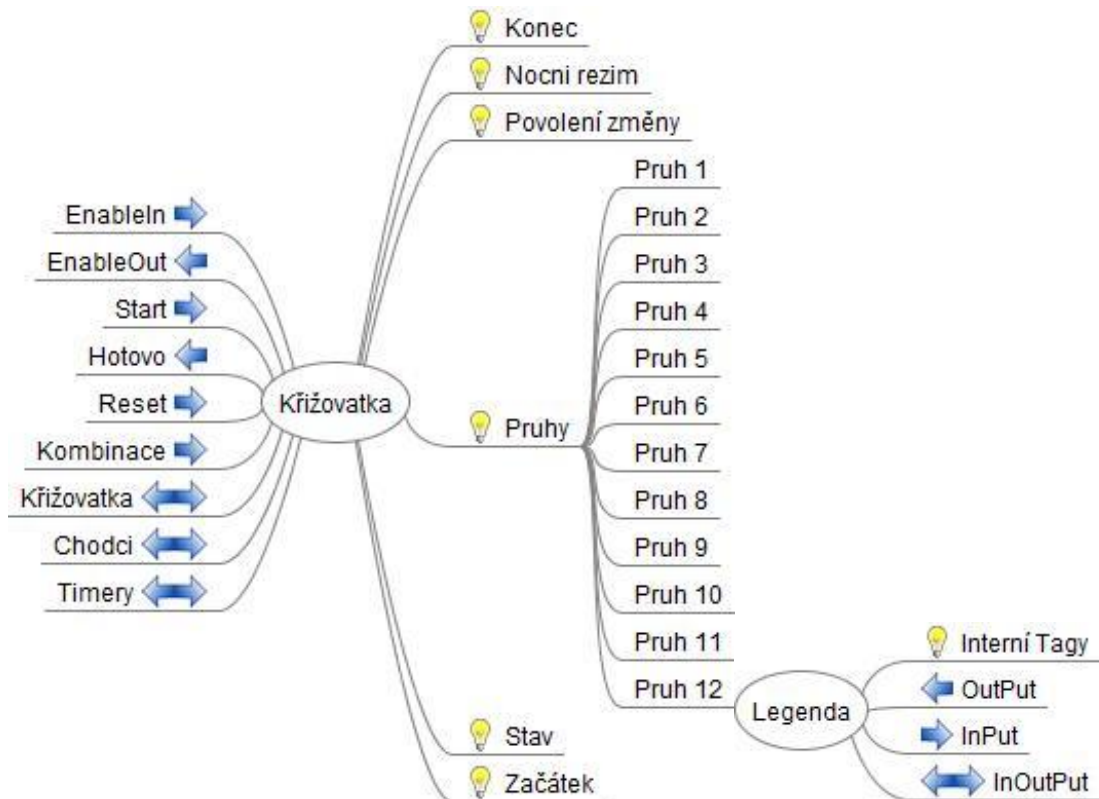 Konec
Nocni rezim
Povolení změny
EnableIn
EnableOut
Start
Hotovo
Reset
Kombinace
Křižovatka
Chodci
Timery
Křižovatka
Pruhy
Pruh 1
Pruh 2
Pruh 3
Pruh 4
Pruh 5
Pruh 6
Pruh 7
Pruh 8
Pruh 9
Pruh 10
Pruh 11
Pruh 12
Stav
Začátek
Legenda
Interní Tagy
OutPut
InPut
InOutPut